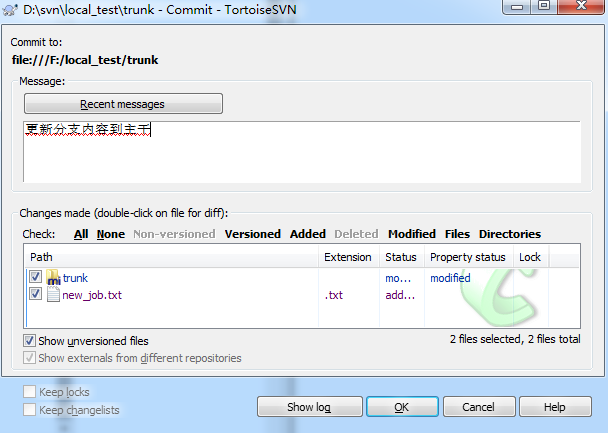 D:\svn\local_test\trunk - Commit - TortoiseSVN
Commit to:
file:///F:/local_test/trunk
Message:
Recent messages
更新分支内容到主干
Changes made (double-click on file for diff):
Check: All None Non-versioned Versioned Added Deleted Modified Files Directories
Path Extension Status Property status Lock
trunk mo... modified
new_job.txt .txt add...
Show unversioned files 2 files selected, 2 files total
Show externals from different repositories
Keep locks
Keep changelists
Show log OK Cancel Help